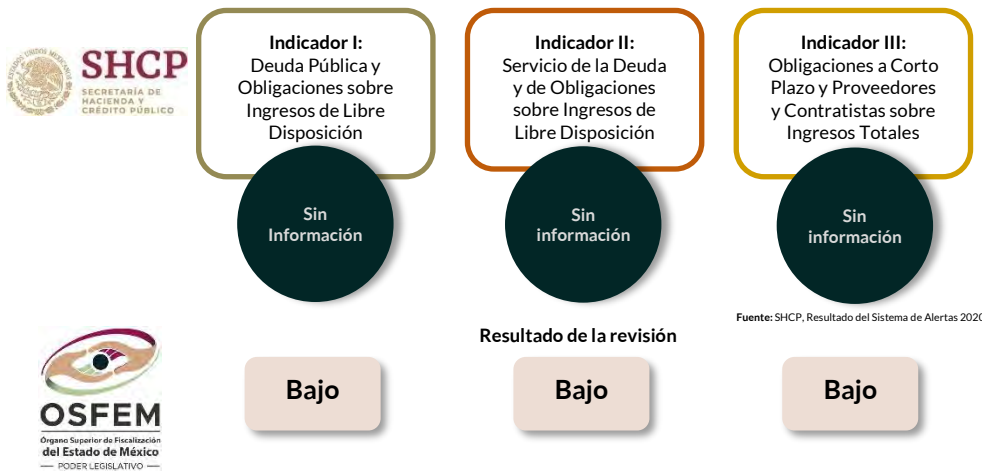 ESTADOS UNIDOS MEXICANOS
SHCP
SECRETARÍA DE
HACIENDA Y
CRÉDITO PÚBLICO
Indicador I:
Deuda Pública y
Obligaciones sobre
Ingresos de Libre
Disposición
Sin
Información
Indicador II:
Servicio de la Deuda
y de Obligaciones
sobre Ingresos de
Libre Disposición
Sin
información
Indicador III:
Obligaciones a Corto
Plazo y Proveedores
y Contratistas sobre
Ingresos Totales
Sin
información
Fuente: SHCP, Resultado del Sistema de Alertas 2020
Resultado de la revisión
OSFEM
Órgano Superior de Fiscalización
del Estado de México
PODER LEGISLATIVO
Bajo
Bajo
Bajo